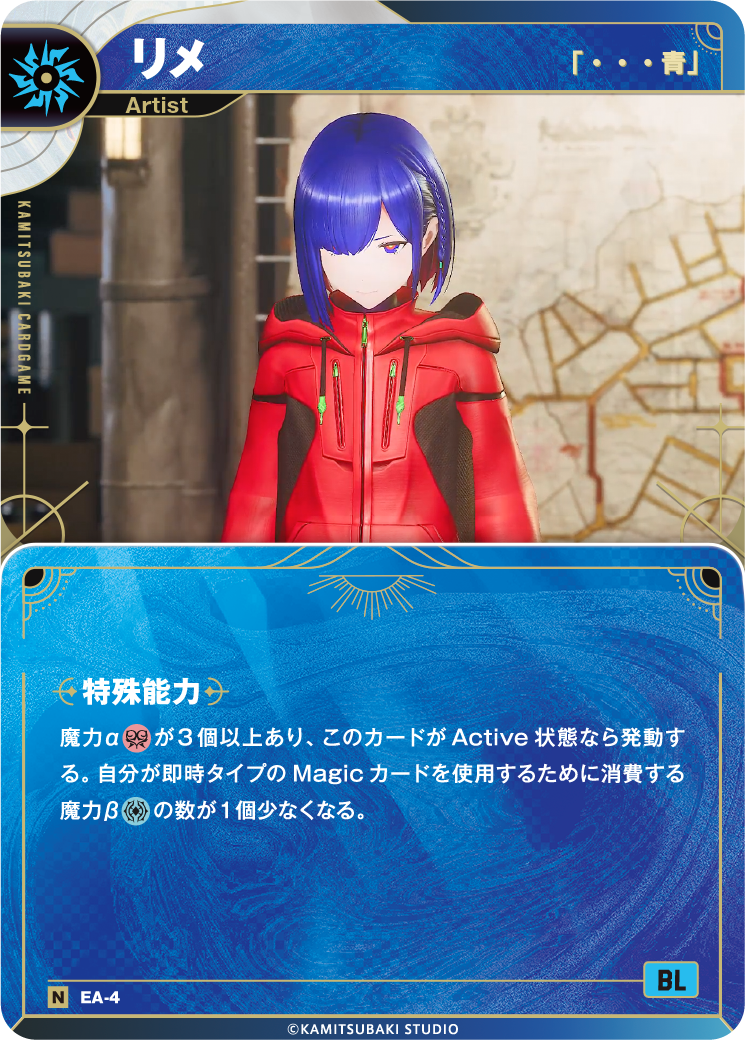 リメ
「・・・青」
Artist
KAMITSUBAKI CARDGAME
特殊能力
魔力αが3個以上あり、このカードがActive状態なら発動す
る。自分が即時タイプのMagicカードを使用するために消費する
魔力βの数が1個少なくなる。
BL
N EA-4
©KAMITSUBAKI STUDIO